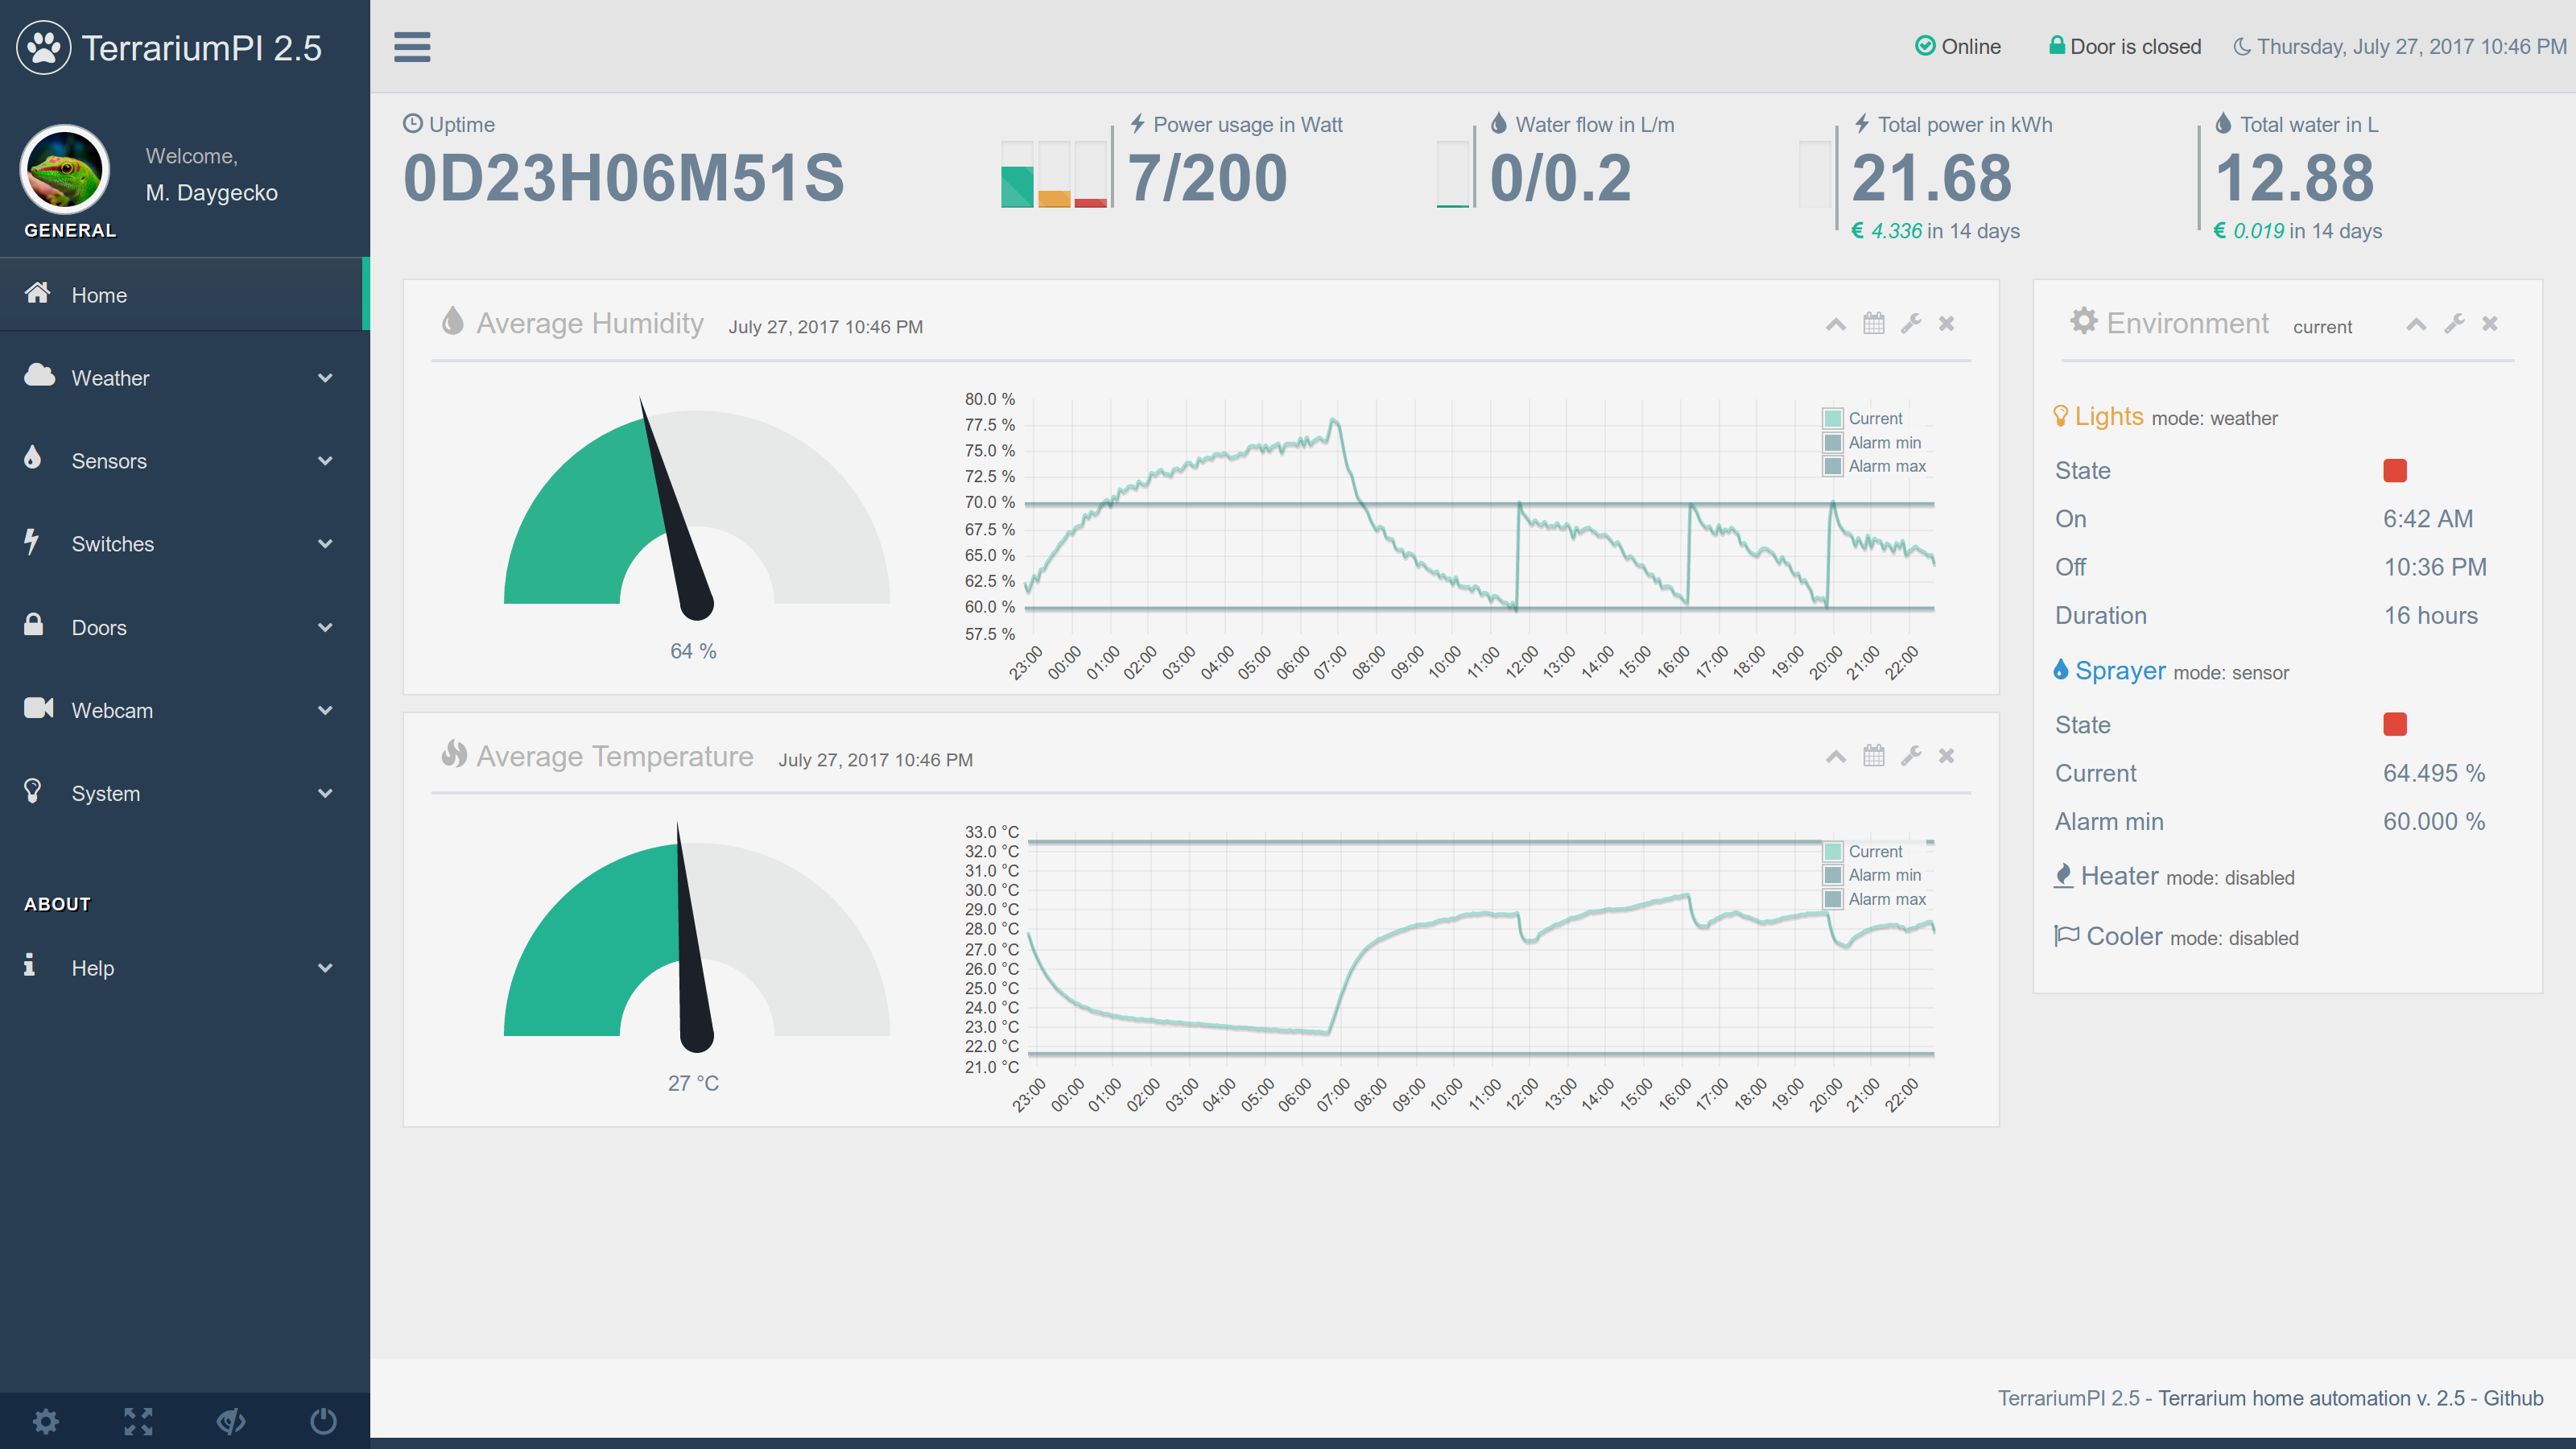 TerrariumPI 2.5
Online
Door is closed
Thursday, July 27, 2017 10:46 PM
Welcome,
M. Daygecko
GENERAL
Home
Weather
Sensors
Switches
Doors
Webcam
System
ABOUT
Help
Uptime
0D23H06M51S
Power usage in Watt
7/200
Water flow in L/m
0/0.2
Total power in kWh
21.68
€ 4.336 in 14 days
Total water in L
12.88
€ 0.019 in 14 days
Average Humidity July 27, 2017 10:46 PM
64 %
80.0 %
77.5 %
75.0 %
72.5 %
70.0 %
67.5 %
65.0 %
62.5 %
60.0 %
57.5 %
Current
Alarm min
Alarm max
23:00 00:00 01:00 02:00 03:00 04:00 05:00 06:00 07:00 08:00 09:00 10:00 11:00 12:00 13:00 14:00 15:00 16:00 17:00 18:00 19:00 20:00 21:00 22:00
Average Temperature July 27, 2017 10:46 PM
27 °C
33.0 °C
32.0 °C
31.0 °C
30.0 °C
29.0 °C
28.0 °C
27.0 °C
26.0 °C
25.0 °C
24.0 °C
23.0 °C
22.0 °C
21.0 °C
Current
Alarm min
Alarm max
23:00 00:00 01:00 02:00 03:00 04:00 05:00 06:00 07:00 08:00 09:00 10:00 11:00 12:00 13:00 14:00 15:00 16:00 17:00 18:00 19:00 20:00 21:00 22:00
Environment current
Lights mode: weather
State
On 6:42 AM
Off 10:36 PM
Duration 16 hours
Sprayer mode: sensor
State
Current 64.495 %
Alarm min 60.000 %
Heater mode: disabled
Cooler mode: disabled
TerrariumPI 2.5 - Terrarium home automation v. 2.5 - Github